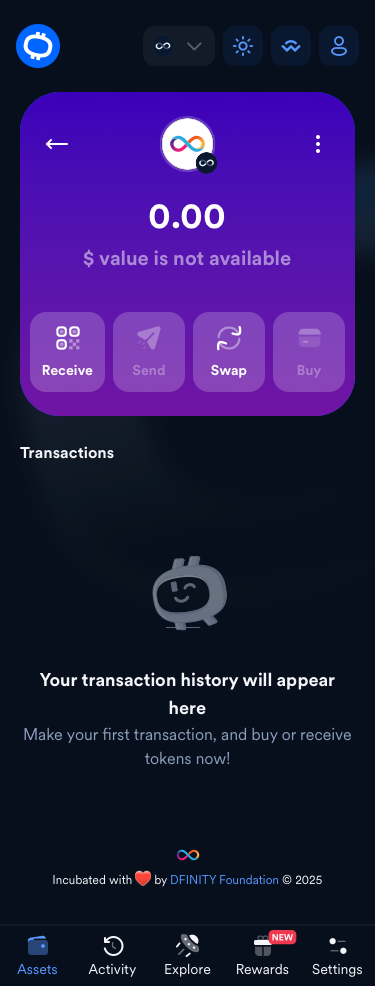 0.00
$ value is not available
Receive
Send
Swap
Buy
Transactions
Your transaction history will appear
here
Make your first transaction, and buy or receive
tokens now!
Incubated with ❤️ by DFINITY Foundation © 2025
NEW
Assets
Activity
Explore
Rewards
Settings